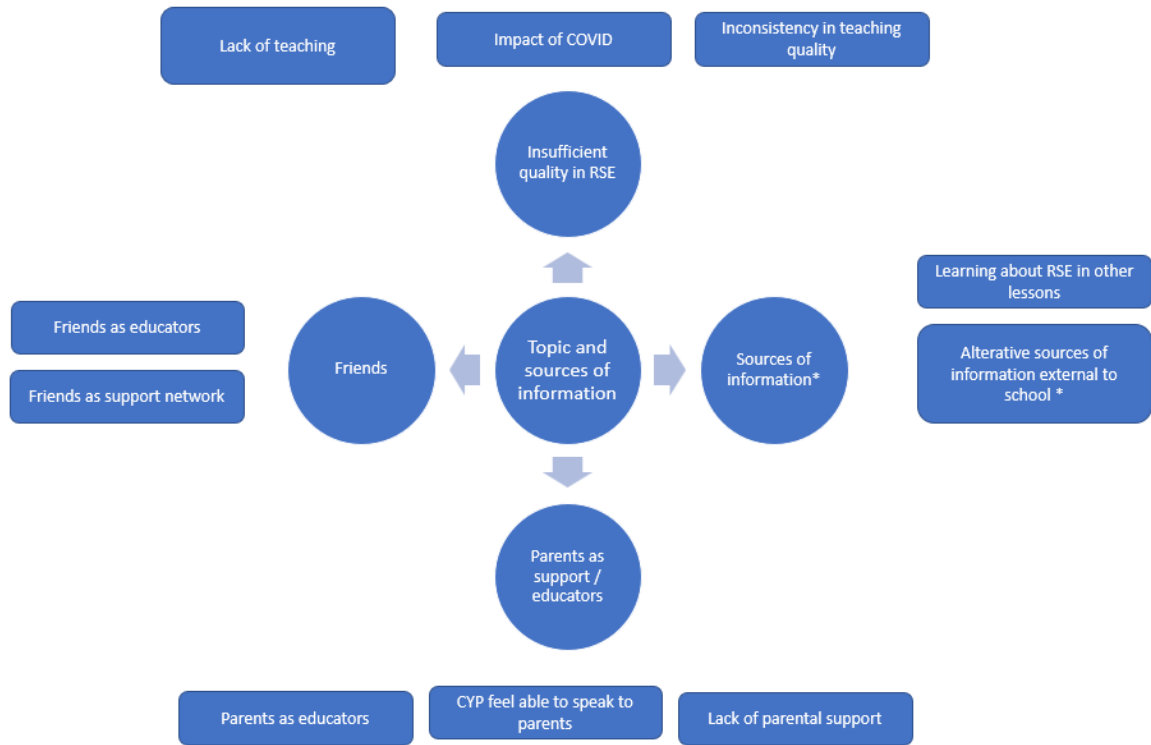 Lack of teaching
Impact of COVID
Inconsistency in teaching
quality
Insufficient
quality in RSE
Learning about RSE in other
lessons
Friends as educators
Friends as support network
Friends
Topic and
sources of
information
Sources of
information*
Alterative sources of
information external to
school *
Parents as
support /
educators
Parents as educators
CYP feel able to speak to
parents
Lack of parental support